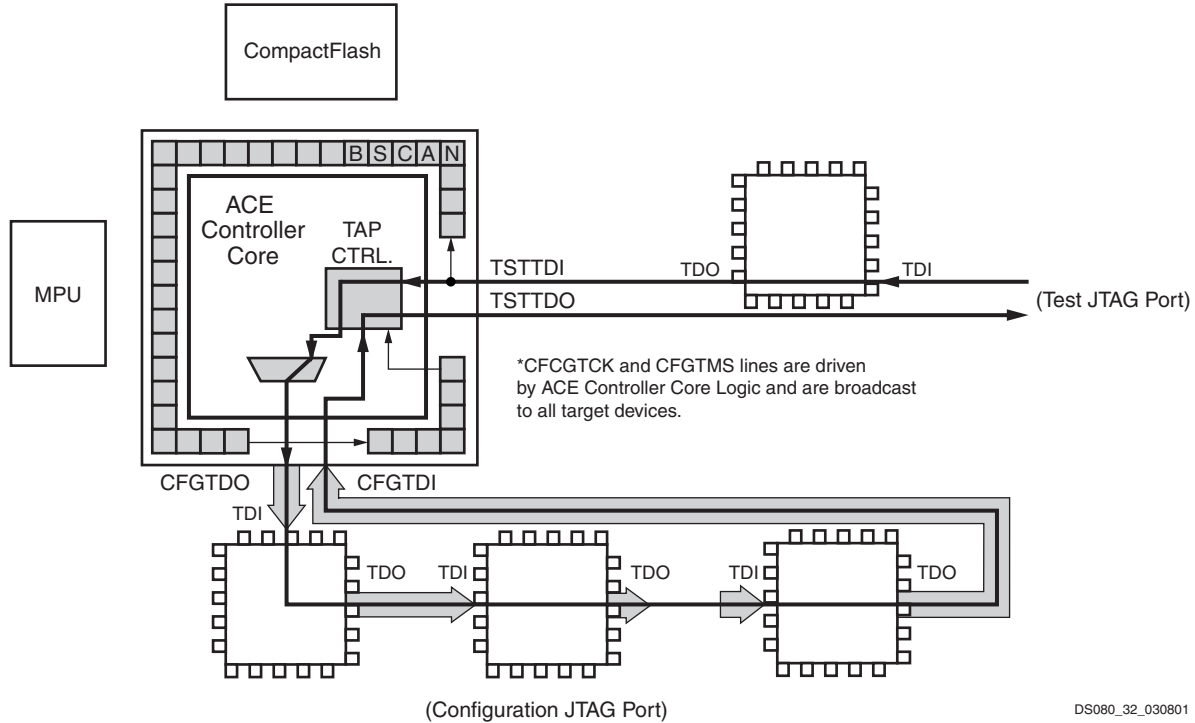 CompactFlash
BSCAN
ACE
Controller
Core
TAP
CTRL.
MPU
TSTTDI
TDO
TDI
TSTTDO
(Test JTAG Port)
*CFCGTCK and CFGTMS lines are driven
by ACE Controller Core Logic and are broadcast
to all target devices.
CFGTDO
CFGTDI
TDI
TDO
TDI
TDO
TDI
TDO
(Configuration JTAG Port)
DS080_32_030801